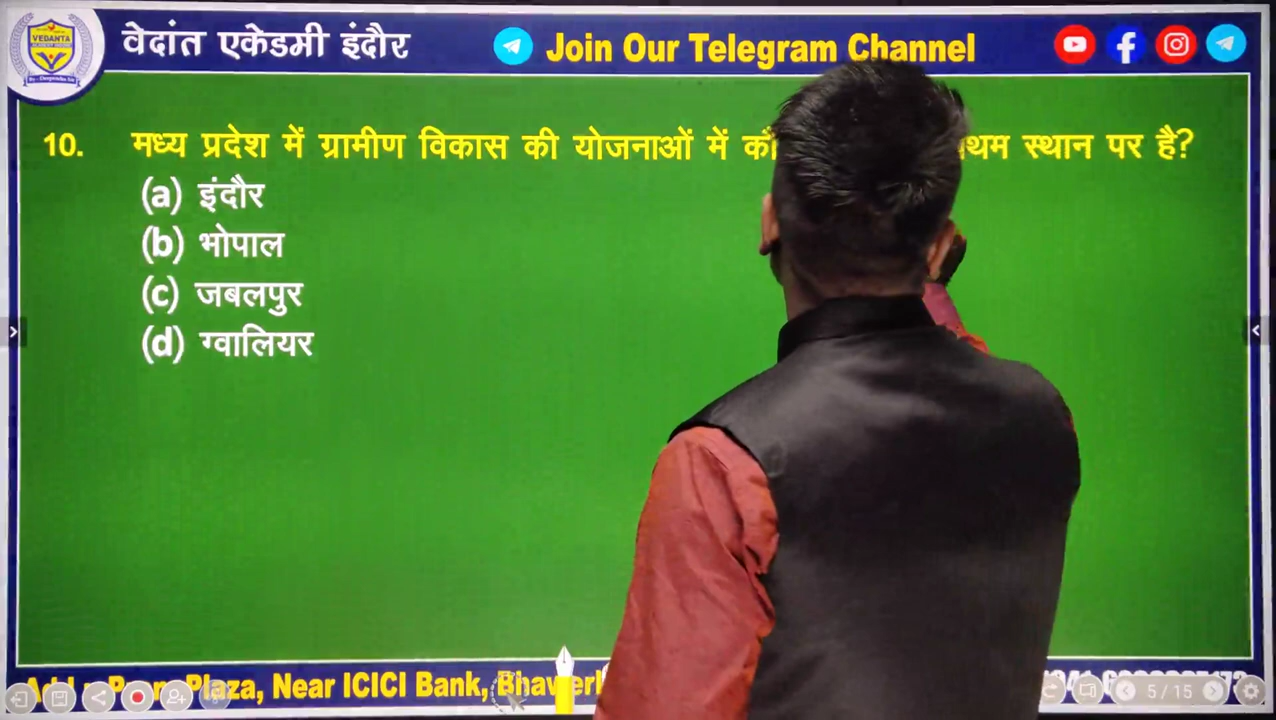 VEDANTA
वेदांत एकेडमी इंदौर
Join Our Telegram Channel
10. मध्य प्रदेश में ग्रामीण विकास की योजनाओं में स्थान पर है?
(a) इंदौर
(b) भोपाल
(c) जबलपुर
(d) ग्वालियर
Plaza, Near ICICI Bank,
5 / 15